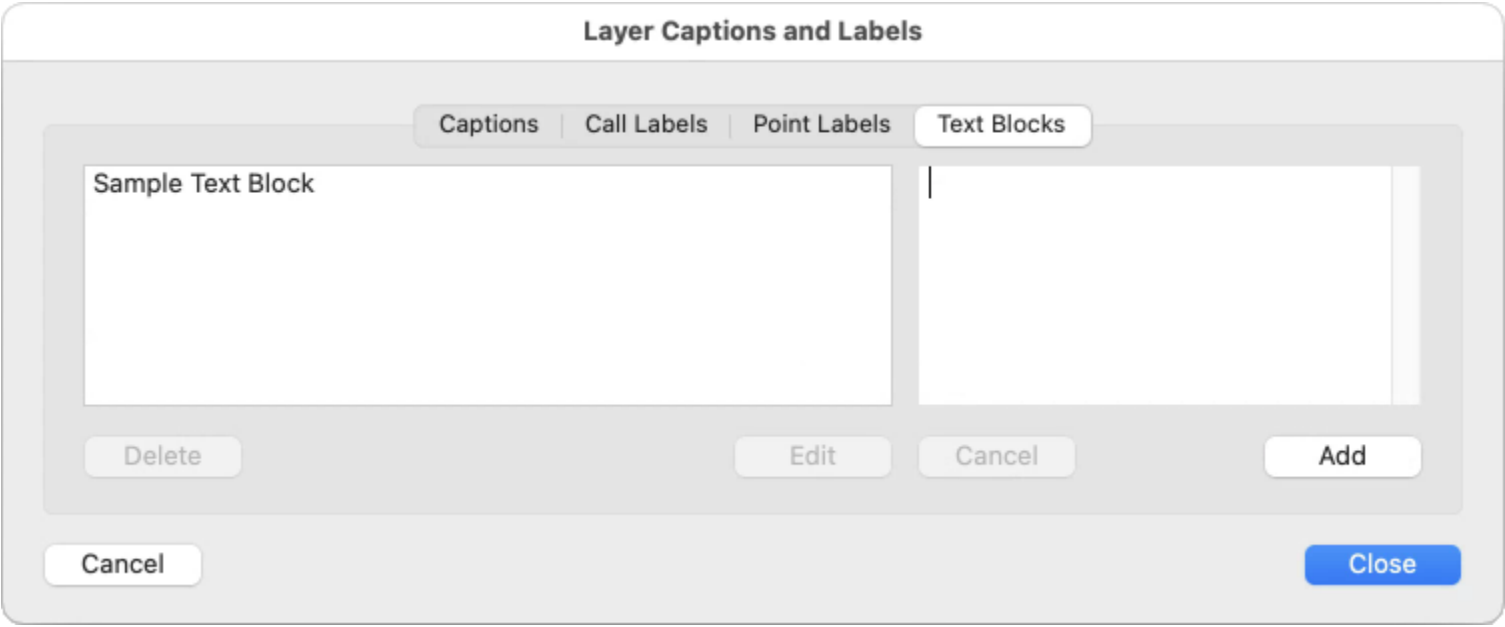 Layer Captions and Labels
Captions Call Labels Point Labels Text Blocks
Sample Text Block
Delete Edit Cancel Add
Cancel Close